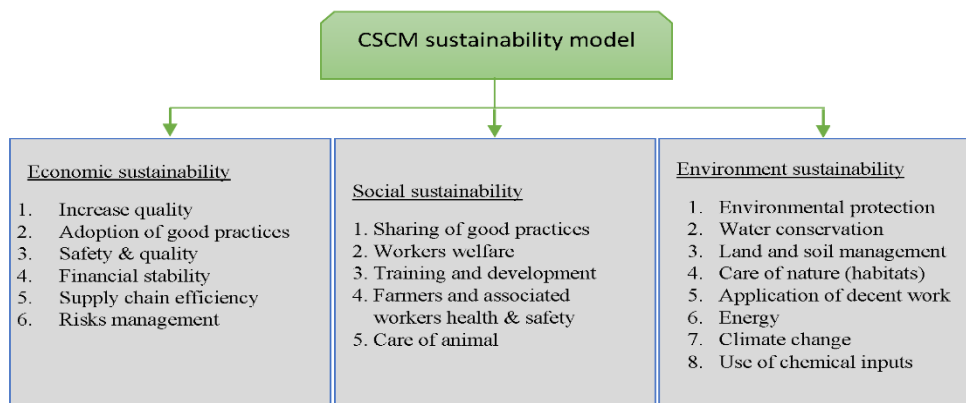 CSCM sustainability model
Economic sustainability
1. Increase quality
2. Adoption of good practices
3. Safety & quality
4. Financial stability
5. Supply chain efficiency
6. Risks management
Social sustainability
1. Sharing of good practices
2. Workers welfare
3. Training and development
4. Farmers and associated
workers health & safety
5. Care of animal
Environment sustainability
1. Environmental protection
2. Water conservation
3. Land and soil management
4. Care of nature (habitats)
5. Application of decent work
6. Energy
7. Climate change
8. Use of chemical inputs